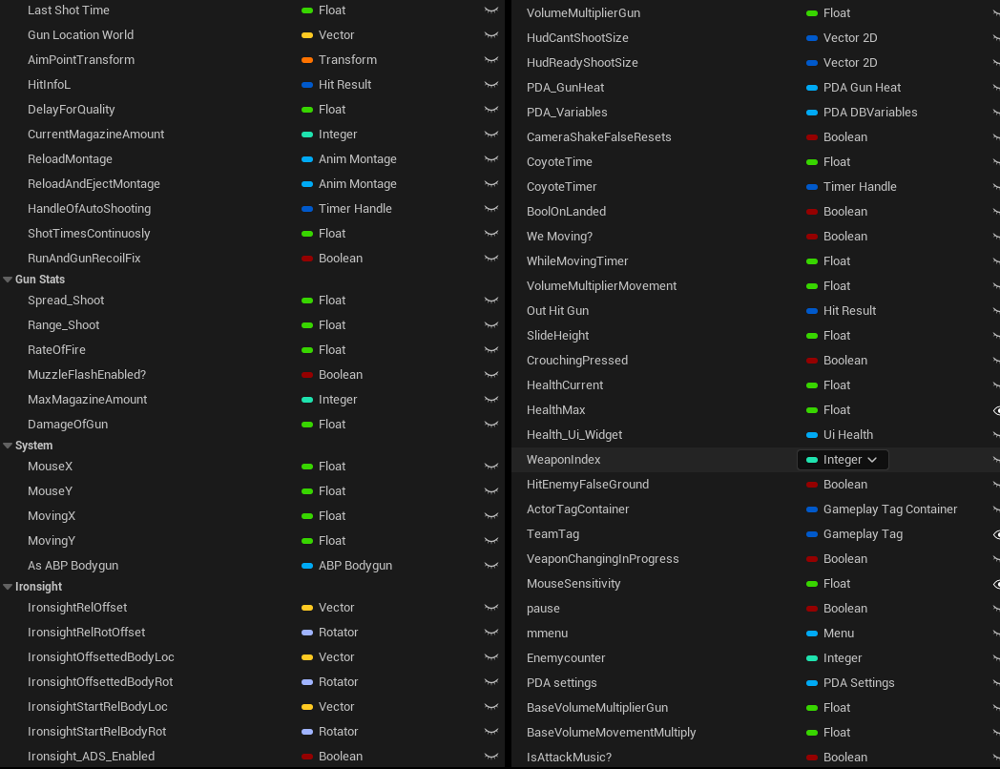 Last Shot Time Float
Gun Location World Vector
AimPointTransform Transform
HitInfoL Hit Result
DelayForQuality Float
CurrentMagazineAmount Integer
ReloadMontage Anim Montage
ReloadAndEjectMontage Anim Montage
HandleOfAutoShooting Timer Handle
ShotTimesContinuosly Float
RunAndGunRecoilFix Boolean
Gun Stats
Spread_Shoot Float
Range_Shoot Float
RateOfFire Float
MuzzleFlashEnabled? Boolean
MaxMagazineAmount Integer
DamageOfGun Float
System
MouseX Float
MouseY Float
MovingX Float
MovingY Float
As ABP Bodygun ABP Bodygun
Ironsight
IronsightRelOffset Vector
IronsightRelRotOffset Rotator
IronsightOffsettedBodyLoc Vector
IronsightOffsettedBodyRot Rotator
IronsightStartRelBodyLoc Vector
IronsightStartRelBodyRot Rotator
Ironsight_ADS_Enabled Boolean
VolumeMultiplierGun Float
HudCantShootSize Vector 2D
HudReadyShootSize Vector 2D
PDA_GunHeat PDA Gun Heat
PDA_Variables PDA DBVariables
CameraShakeFalseResets Boolean
CoyoteTime Float
CoyoteTimer Timer Handle
BoolOnLanded Boolean
We Moving? Boolean
WhileMovingTimer Float
VolumeMultiplierMovement Float
Out Hit Gun Hit Result
SlideHeight Float
CrouchingPressed Boolean
HealthCurrent Float
HealthMax Float
Health_Ui_Widget Ui Health
WeaponIndex Integer
HitEnemyFalseGround Boolean
ActorTagContainer Gameplay Tag Container
TeamTag Gameplay Tag
VeaponChangingInProgress Boolean
MouseSensitivity Float
pause Boolean
mmenu Menu
Enemycounter Integer
PDA settings PDA Settings
BaseVolumeMultiplierGun Float
BaseVolumeMovementMultiply Float
IsAttackMusic? Boolean